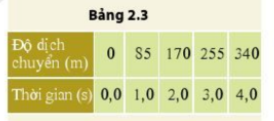 Bảng 2.3
Độ dịch chuyển (m) 0 85 170 255 340
Thời gian (s) 0,0 1,0 2,0 3,0 4,0